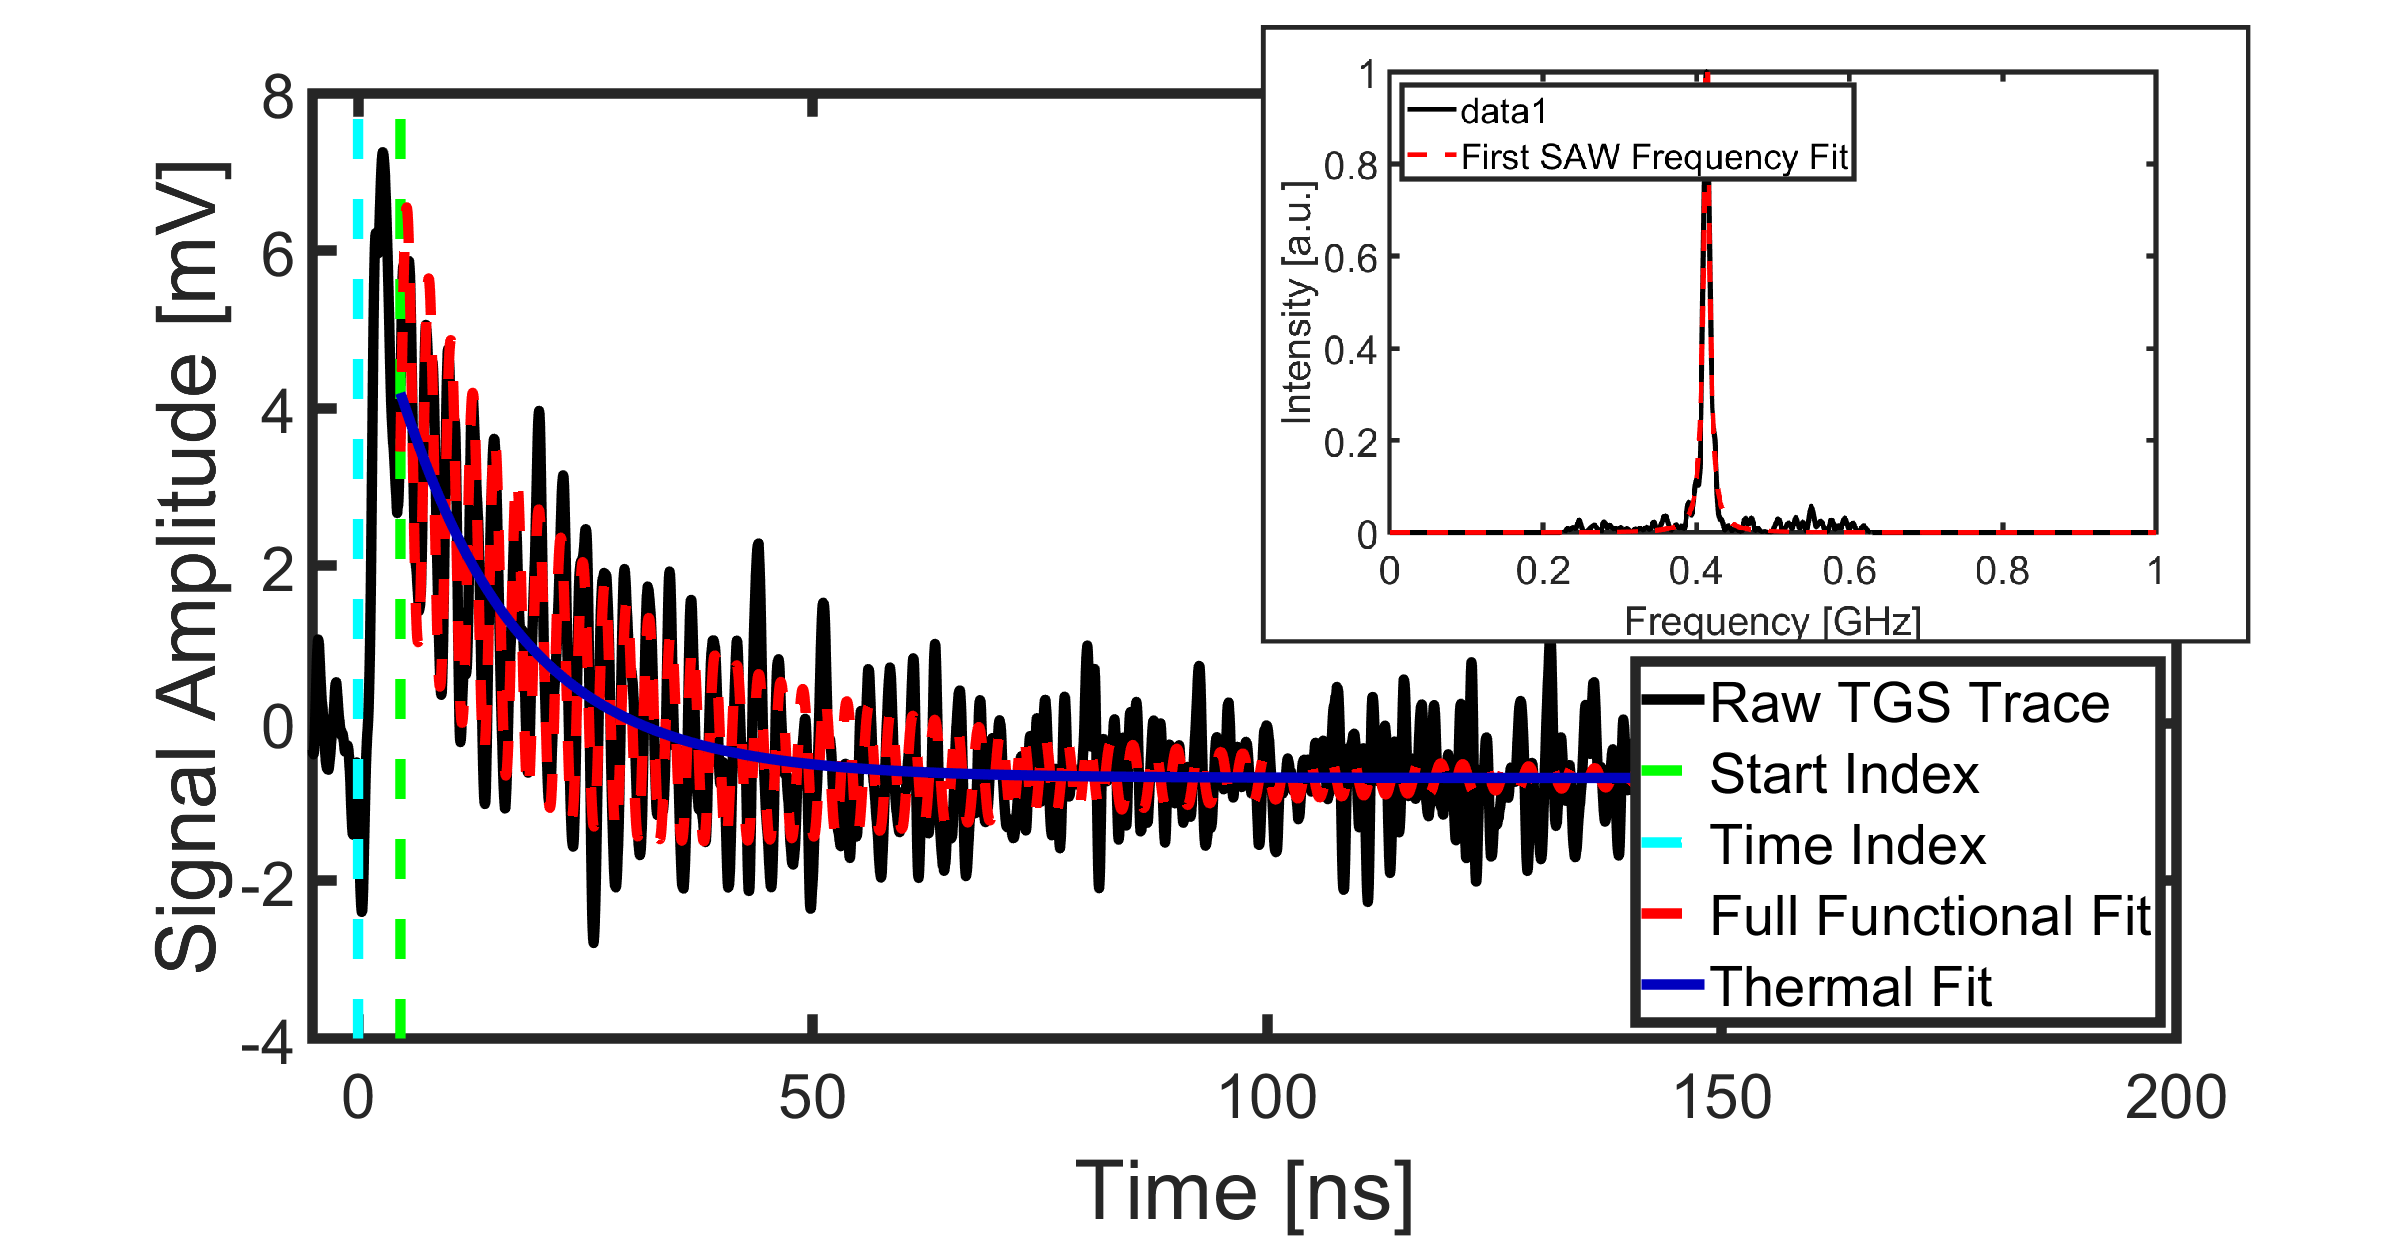 Signal Amplitude [mV]
8
6
4
2
0
-2
-4
0
50
100
150
200
Time [ns]
Intensity [a.u.]
1
0.8
0.6
0.4
0.2
0
data1
First SAW Frequency Fit
0
0.2
0.4
0.6
0.8
1
Frequency [GHz]
Raw TGS Trace
Start Index
Time Index
Full Functional Fit
Thermal Fit